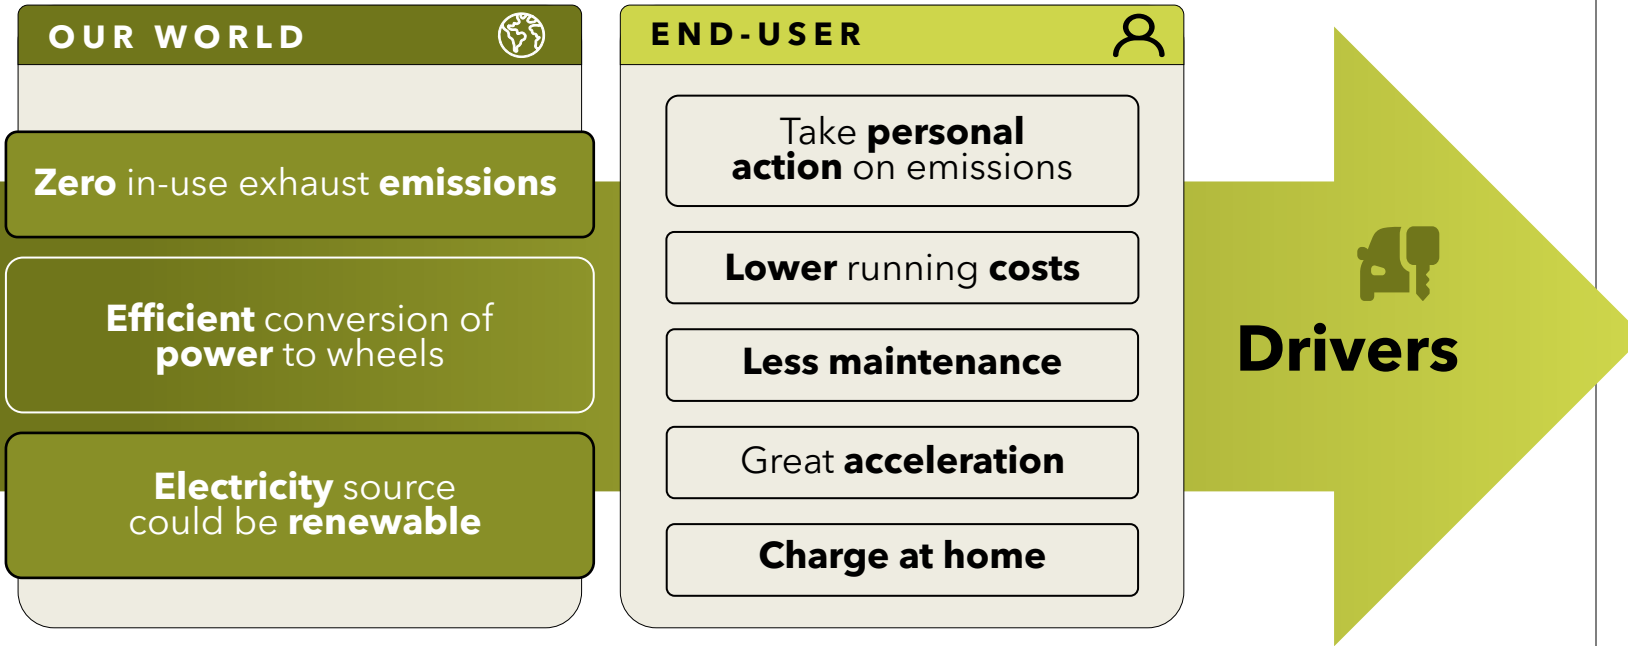 OUR WORLD
Zero in-use exhaust emissions
Efficient conversion of
power to wheels
Electricity source
could be renewable
END-USER
Take personal
action on emissions
Lower running costs
Less maintenance
Great acceleration
Charge at home
Drivers